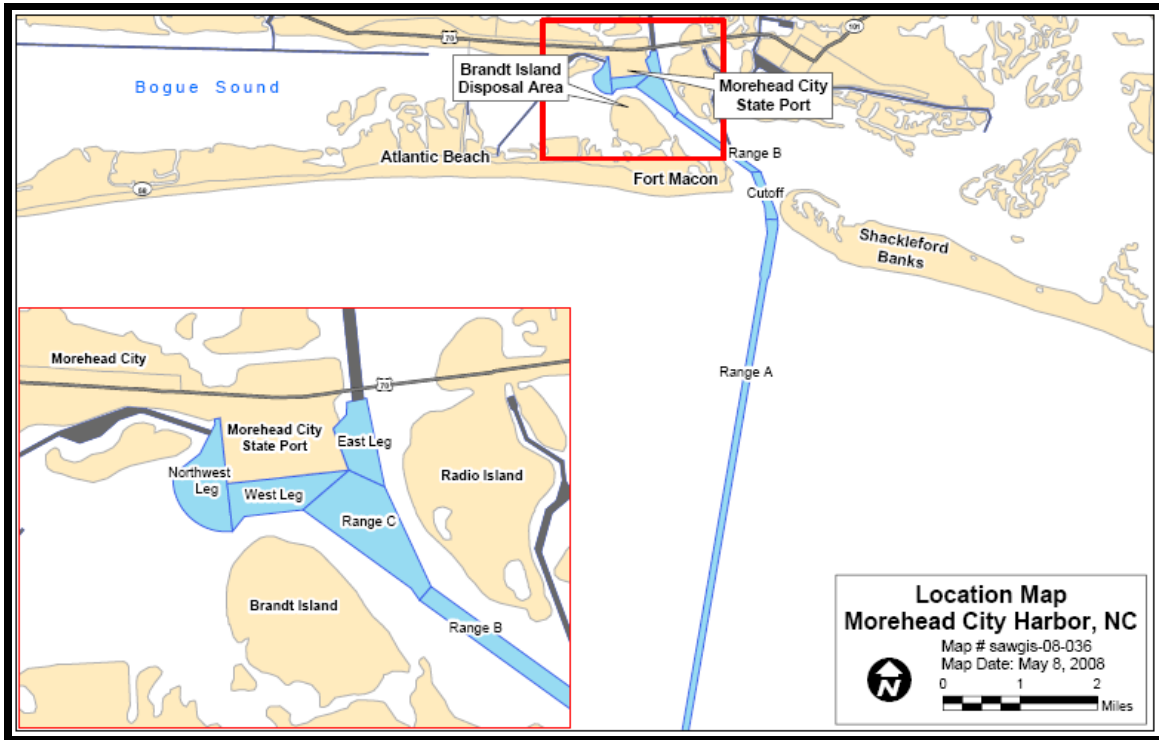 70
101
Bogue Sound
Brandt Island
Disposal Area
Morehead City
State Port
Atlantic Beach
Range B
Fort Macon
58
Cutoff
Shackleford
Banks
Range A
Morehead City
70
Morehead City
State Port
East Leg
Northwest
Leg
West Leg
Radio Island
Range C
Brandt Island
Range B
Location Map
Morehead City Harbor, NC
Map # sawgis-08-036
Map Date: May 8, 2008
N
0 1 2
Miles